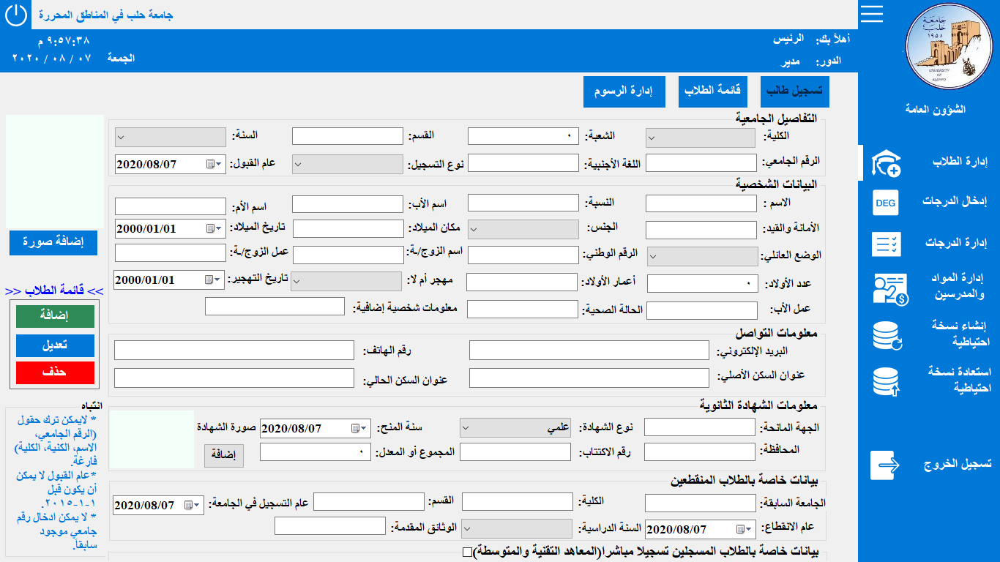 جامعة حلب في المناطق المحررة
جامعة
حلب
١٩٥٨
UNIVERSITY
OF
ALEPPO
الشؤون العامة
إدارة الطلاب
DEG
إدخال الدرجات
إدارة الدرجات
إدارة المواد
والمدرسين
إنشاء نسخة
احتياطية
استعادة نسخة
احتياطية
تسجيل الخروج
أهلاً بك: الرئيس
الدور: مدير
٩:٥٧:٣٨ م
الجمعة ٠٧ / ٠٨ / ٢٠٢٠
تسجيل طالب
قائمة الطلاب
إدارة الرسوم
التفاصيل الجامعية
الكلية: الشعبة: ٠ القسم: السنة:
الرقم الجامعي: اللغة الأجنبية: نوع التسجيل: عام القبول: 2020/08/07
البيانات الشخصية
الاسم : النسبة: اسم الأب: اسم الأم:
الأمانة والقيد: الجنس: مكان الميلاد: تاريخ الميلاد: 2000/01/01
الوضع العائلي: الرقم الوطني: اسم الزوج/ـة: عمل الزوج/ـة:
عدد الأولاد: ٠ أعمار الأولاد: مهجر أم لا: تاريخ التهجير: 2000/01/01
عمل الأب: الحالة الصحية: معلومات شخصية إضافية:
معلومات التواصل
البريد الإلكتروني: رقم الهاتف:
عنوان السكن الأصلي: عنوان السكن الحالي:
معلومات الشهادة الثانوية
الجهة المانحة: نوع الشهادة: علمي سنة المنح: 2020/08/07 صورة الشهادة
المحافظة: رقم الاكتتاب: المجموع أو المعدل: ٠ إضافة
بيانات خاصة بالطلاب المنقطعين
الجامعة السابقة: الكلية: القسم: عام التسجيل في الجامعة: 2020/08/07
عام الانقطاع: 2020/08/07 السنة الدراسية: الوثائق المقدمة:
بيانات خاصة بالطلاب المسجلين تسجيلا مباشرا(المعاهد التقنية والمتوسطة)
إضافة صورة
>> قائمة الطلاب <<
إضافة
تعديل
حذف
انتباه
* لايمكن ترك حقول
(الرقم الجامعي،
الاسم، الكنية، الكلية)
فارغة.
*عام القبول لا يمكن
أن يكون قبل
١-١-٢٠١٥.
* لا يمكن ادخال رقم
جامعي موجود
سابقاً.